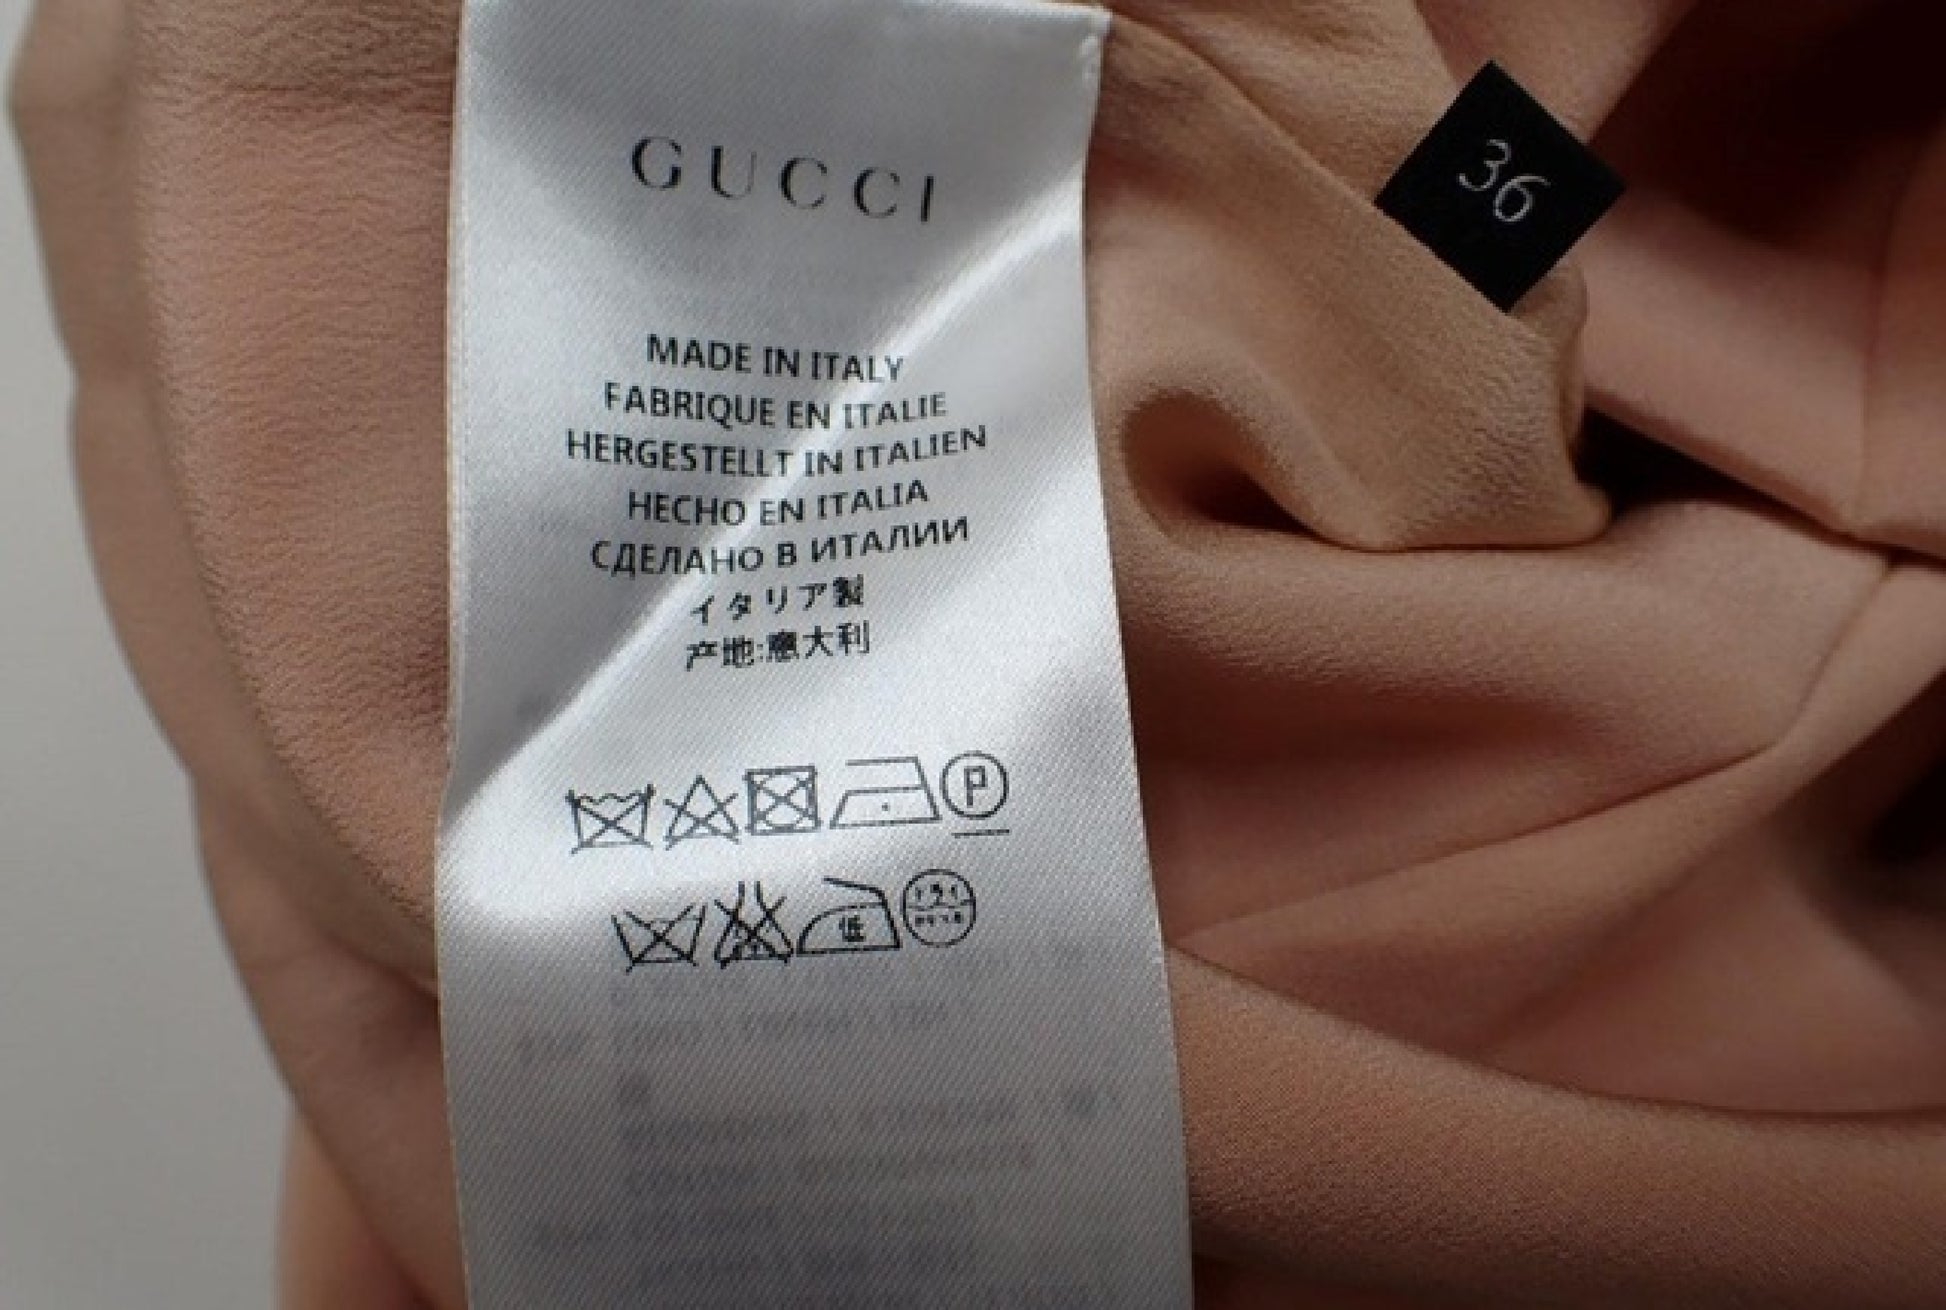 GUCCI
36
MADE IN ITALY
FABRIQUE EN ITALIE
HERGESTELLT IN ITALIEN
HECHO EN ITALIA
СДЕЛАНО В ИТАЛИИ
イタリア製
产地:意大利
P
低